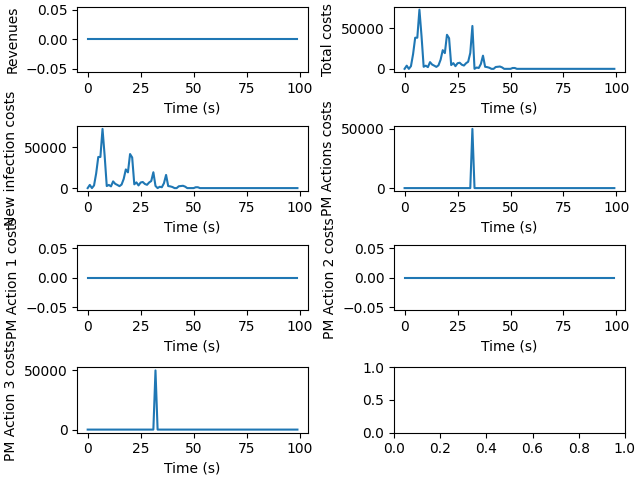 Revenues
0.05
0.00
−0.05
0 25 50 75 100
Time (s)
Total costs
50000
0
0 25 50 75 100
Time (s)
New infection costs
50000
0
0 25 50 75 100
Time (s)
PM Actions costs
50000
0
0 25 50 75 100
Time (s)
PM Action 1 costs
0.05
0.00
−0.05
0 25 50 75 100
Time (s)
PM Action 2 costs
0.05
0.00
−0.05
0 25 50 75 100
Time (s)
PM Action 3 costs
50000
0
0 25 50 75 100
Time (s)
1.0
0.5
0.0
0.0 0.2 0.4 0.6 0.8 1.0